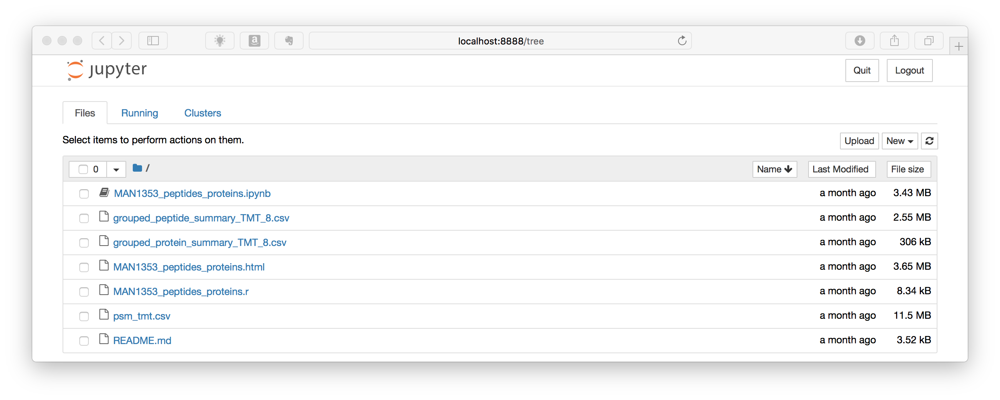 localhost:8888/tree
jupyter
Quit Logout
Files Running Clusters
Select items to perform actions on them.
Upload New
0 / Name Last Modified File size
MAN1353_peptides_proteins.ipynb a month ago 3.43 MB
grouped_peptide_summary_TMT_8.csv a month ago 2.55 MB
grouped_protein_summary_TMT_8.csv a month ago 306 kB
MAN1353_peptides_proteins.html a month ago 3.65 MB
MAN1353_peptides_proteins.r a month ago 8.34 kB
psm_tmt.csv a month ago 11.5 MB
README.md a month ago 3.52 kB